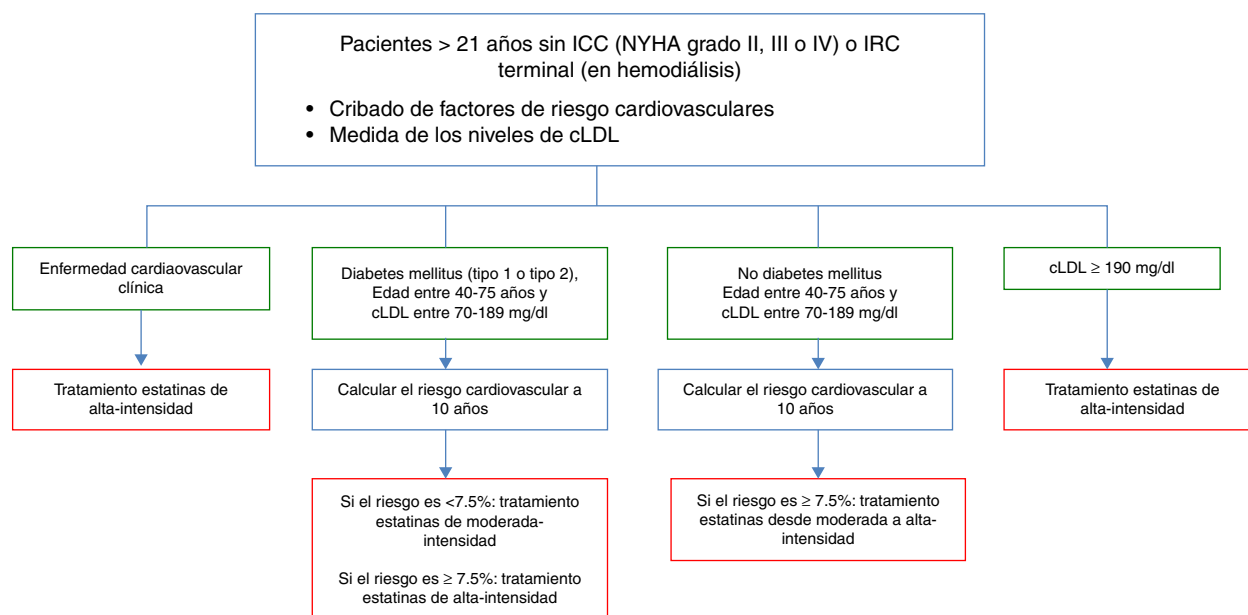 Pacientes > 21 años sin ICC (NYHA grado II, III o IV) o IRC
terminal (en hemodiálisis)
• Cribado de factores de riesgo cardiovasculares
• Medida de los niveles de cLDL
Enfermedad cardiaovascular
clínica
Tratamiento estatinas de
alta-intensidad
Diabetes mellitus (tipo 1 o tipo 2),
Edad entre 40-75 años y
cLDL entre 70-189 mg/dl
Calcular el riesgo cardiovascular a
10 años
Si el riesgo es <7.5%: tratamiento
estatinas de moderada-
intensidad
Si el riesgo es ≥ 7.5%: tratamiento
estatinas de alta-intensidad
No diabetes mellitus
Edad entre 40-75 años y
cLDL entre 70-189 mg/dl
Calcular el riesgo cardiovascular a
10 años
Si el riesgo es ≥ 7.5%: tratamiento
estatinas desde moderada a alta-
intensidad
cLDL ≥ 190 mg/dl
Tratamiento estatinas de
alta-intensidad